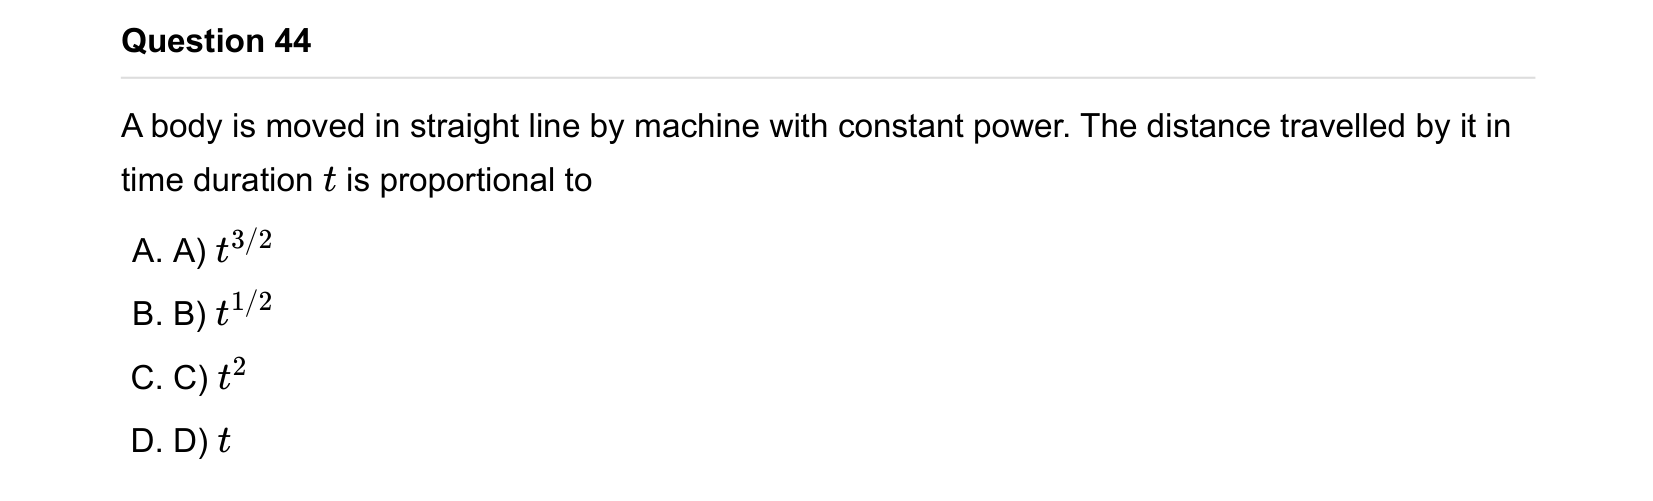 Question 44
A body is moved in straight line by machine with constant power. The distance travelled by it in
time duration t is proportional to
A. A) t^{3/2}
B. B) t^{1/2}
C. C) t^2
D. D) t